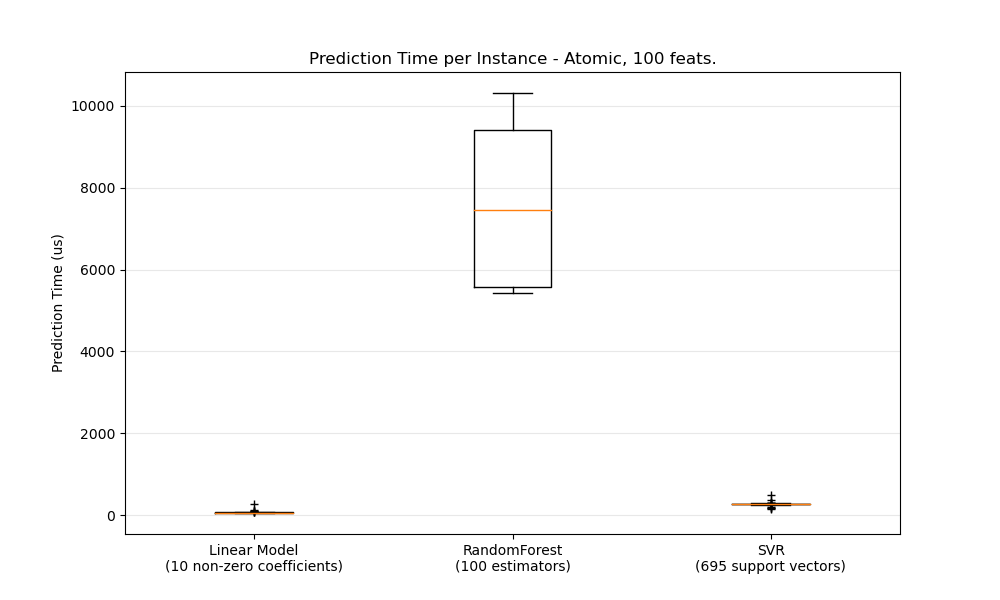 Prediction Time per Instance - Atomic, 100 feats.
Prediction Time (us)
10000
8000
6000
4000
2000
0
Linear Model
(10 non-zero coefficients)
RandomForest
(100 estimators)
SVR
(695 support vectors)